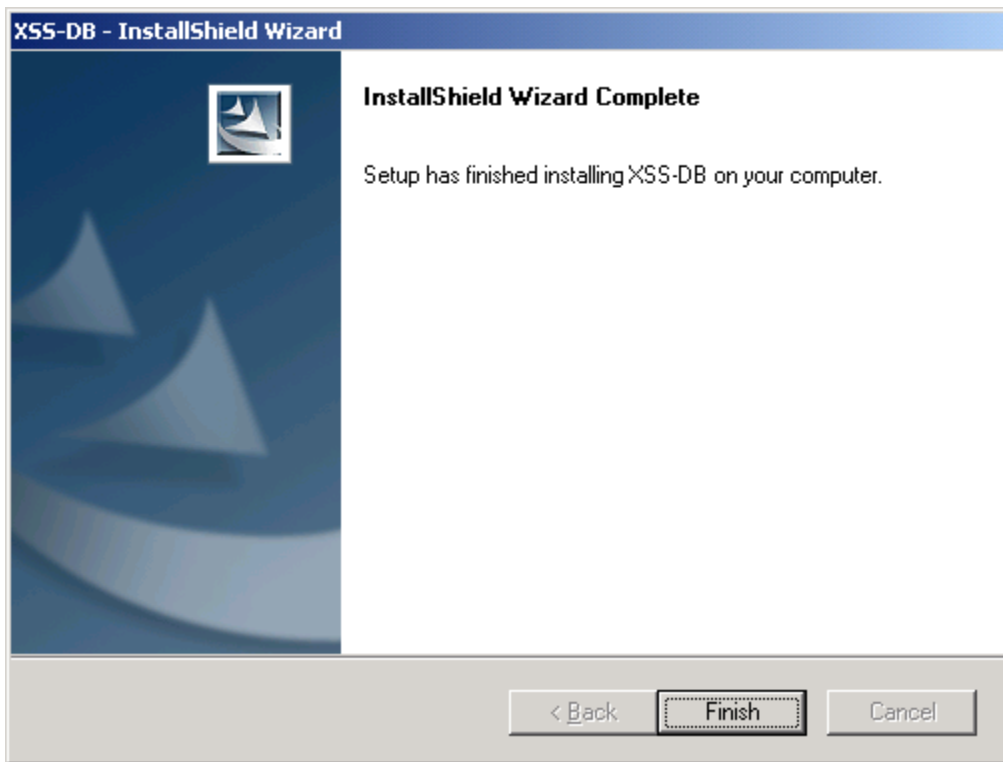 XSS-DB - InstallShield Wizard
InstallShield Wizard Complete
Setup has finished installing XSS-DB on your computer.
< Back
Finish
Cancel